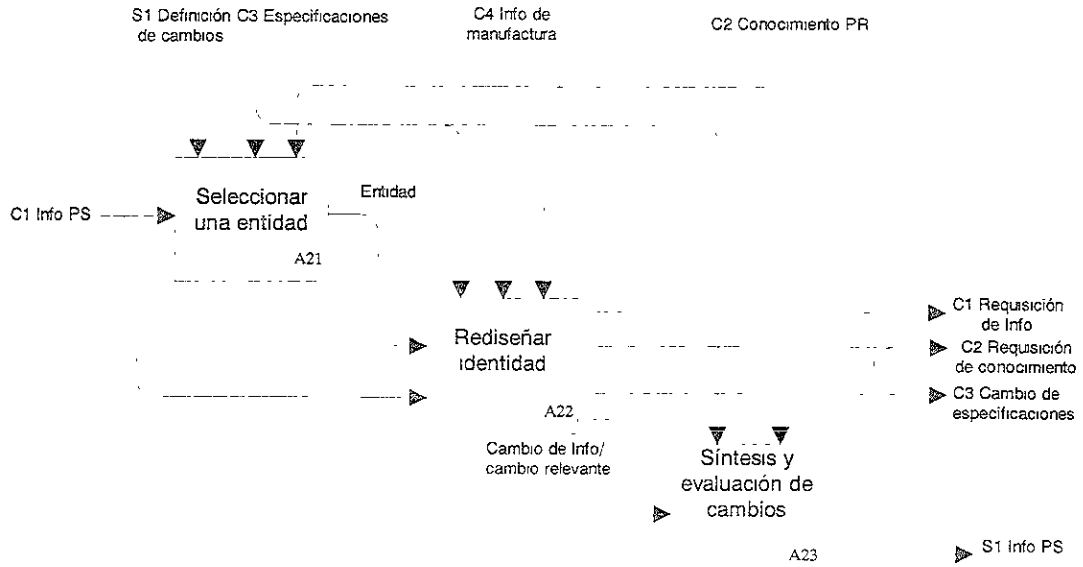 S1 Definición C3 Especificaciones
de cambios
C4 Info de
manufactura
C2 Conocimiento PR
C1 Info PS
Seleccionar
una entidad
A21
Entidad
Rediseñar
identidad
A22
C1 Requisición
de Info
C2 Requisición
de conocimiento
C3 Cambio de
especificaciones
Cambio de Info/
cambio relevante
Síntesis y
evaluación de
cambios
A23
S1 Info PS